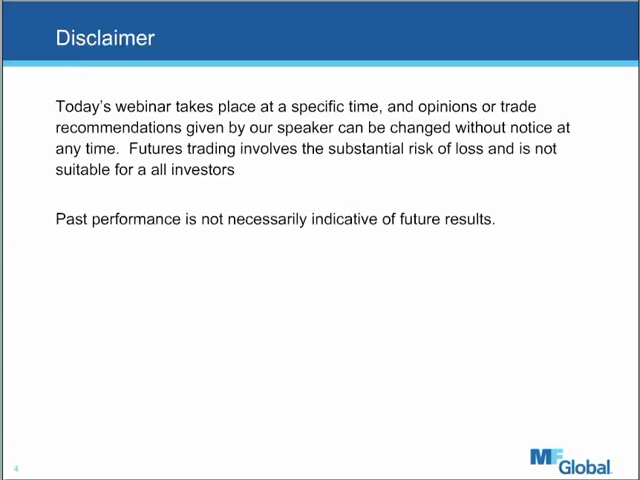 Disclaimer
Today's webinar takes place at a specific time, and opinions or trade
recommendations given by our speaker can be changed without notice at
any time.  Futures trading involves the substantial risk of loss and is not
suitable for a all investors
Past performance is not necessarily indicative of future results.
4
MF
Global